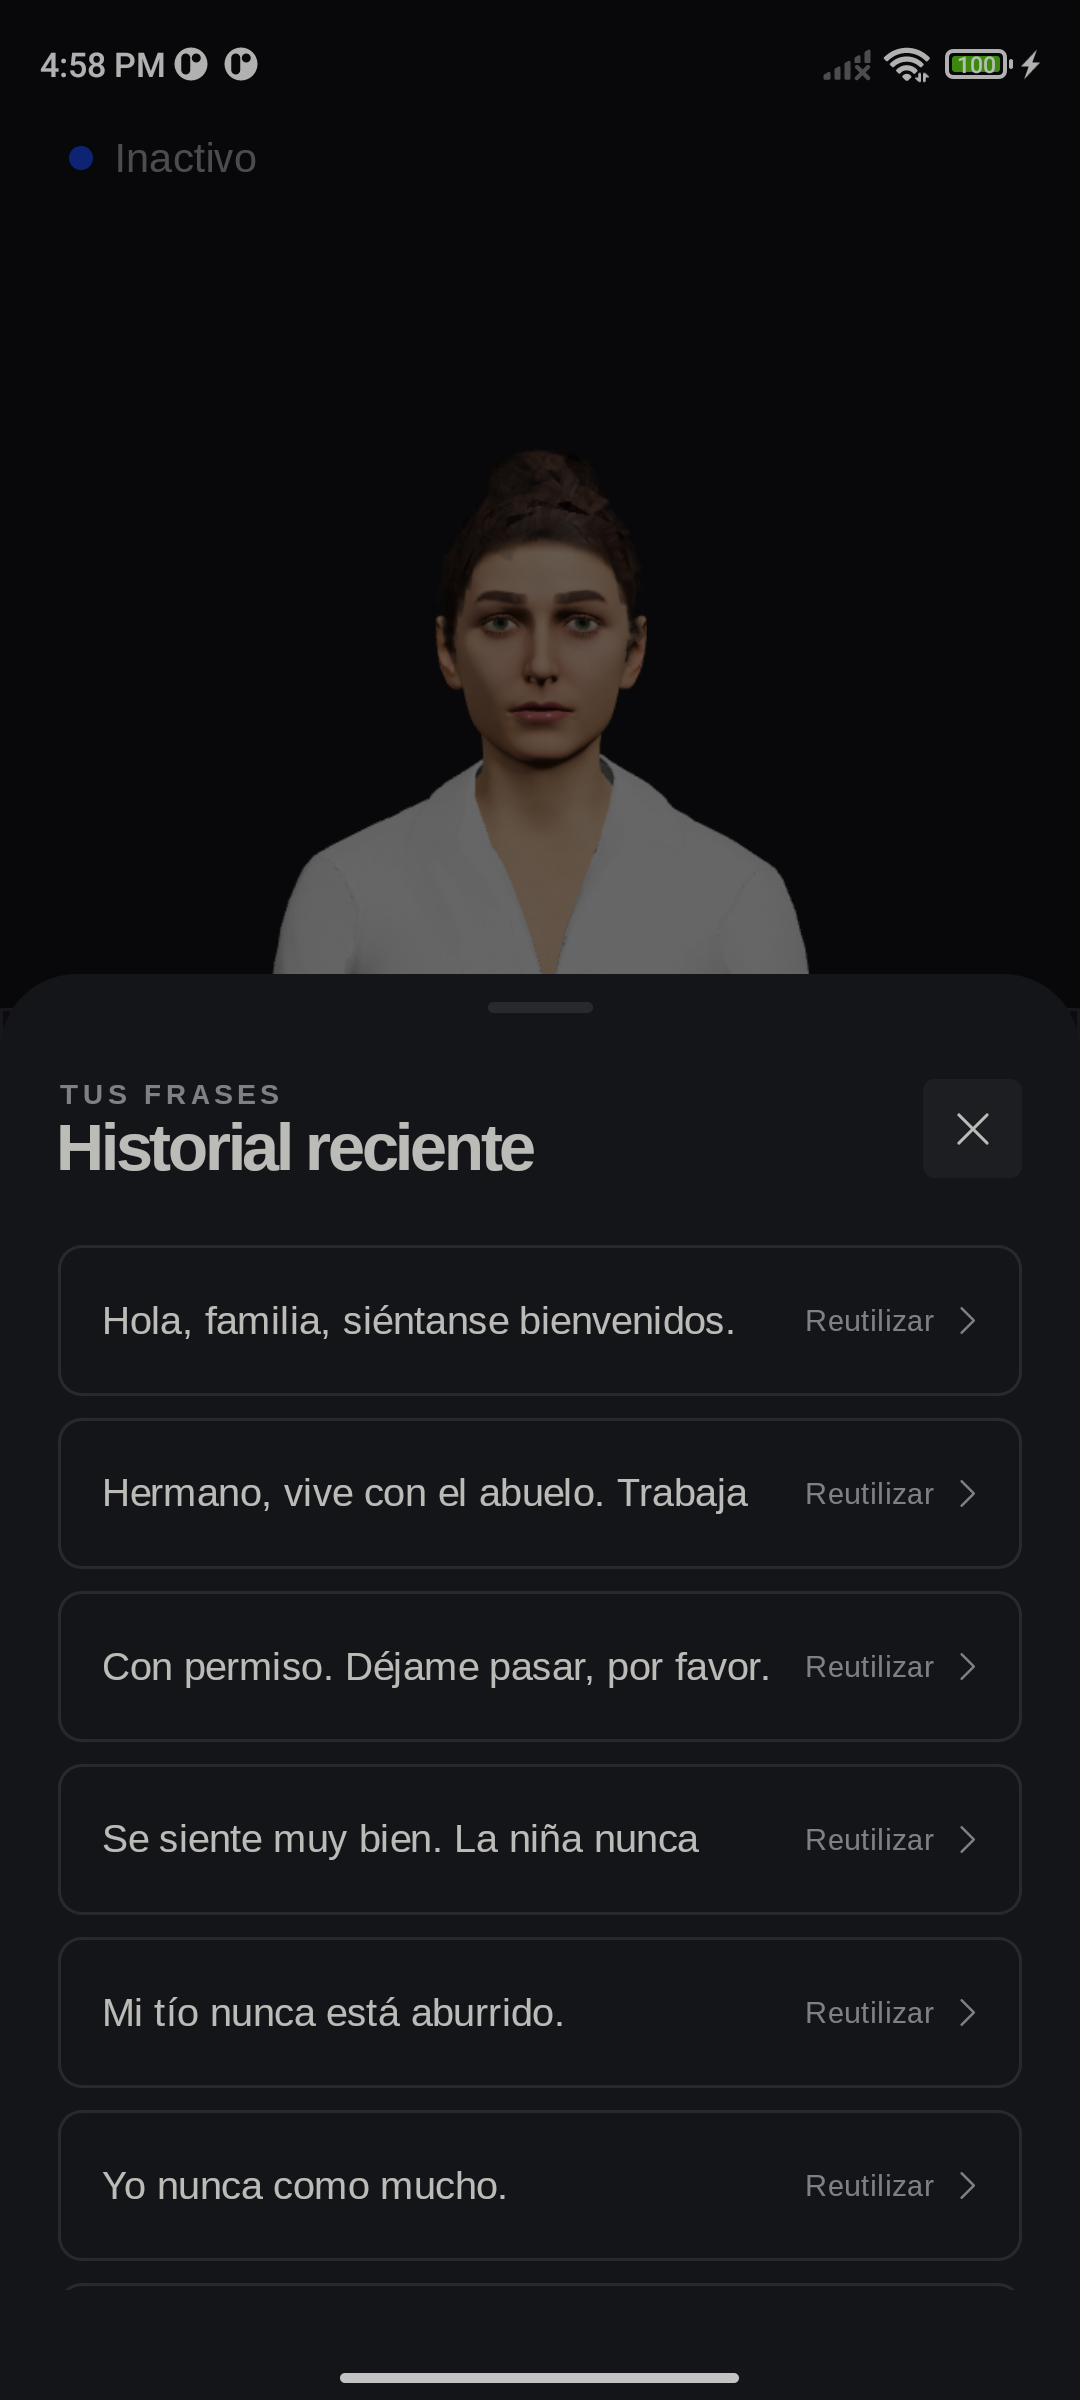 4:58 PM
100
Inactivo
TUS FRASES
Historial reciente
Hola, familia, siéntanse bienvenidos. Reutilizar
Hermano, vive con el abuelo. Trabaja Reutilizar
Con permiso. Déjame pasar, por favor. Reutilizar
Se siente muy bien. La niña nunca Reutilizar
Mi tío nunca está aburrido. Reutilizar
Yo nunca como mucho. Reutilizar